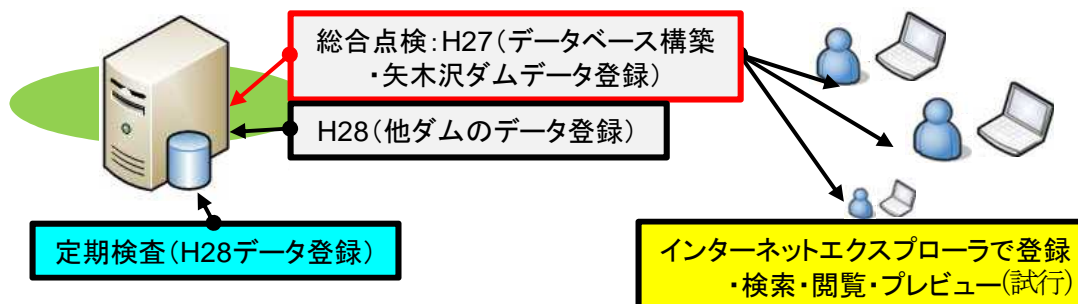 総合点検:H27(データベース構築
・矢木沢ダムデータ登録)
H28(他ダムのデータ登録)
定期検査(H28データ登録)
インターネットエクスプローラで登録
・検索・閲覧・プレビュー(試行)